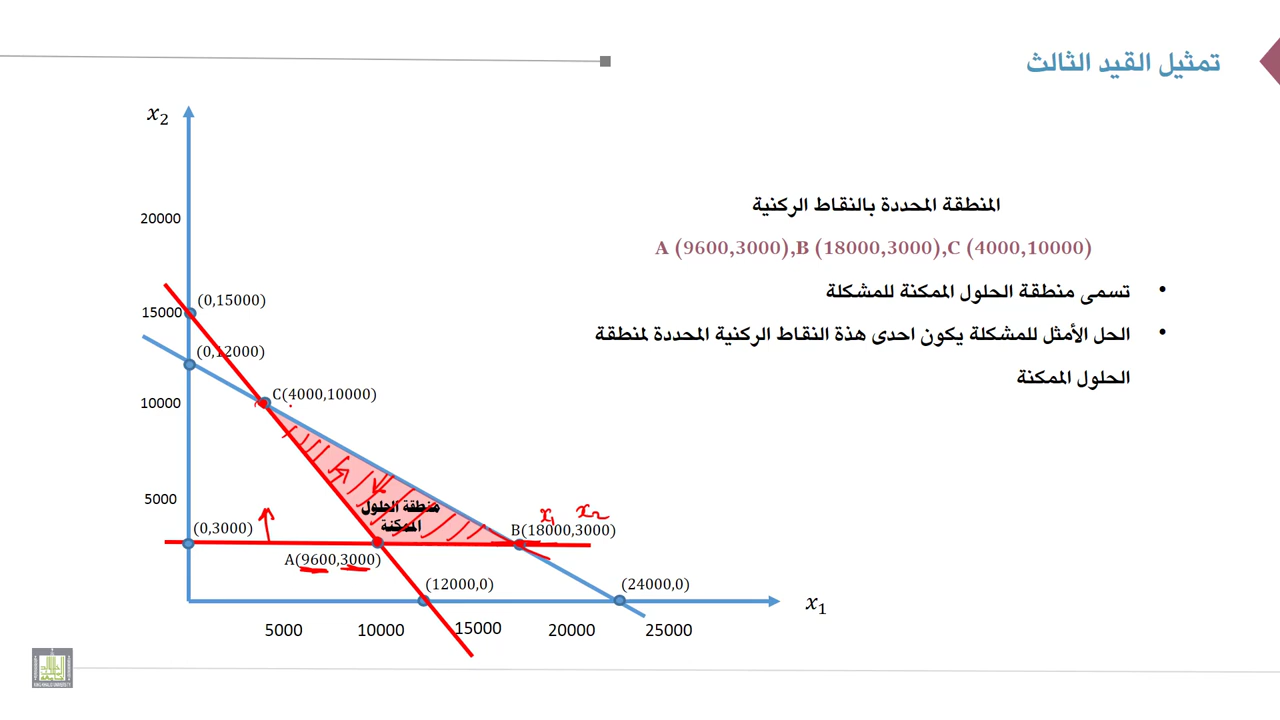 تمثيل القيد الثالث
المنطقة المحددة بالنقاط الركنية
A (9600,3000),B (18000,3000),C (4000,10000)
• تسمى منطقة الحلول الممكنة للمشكلة
• الحل الأمثل للمشكلة يكون احدى هذة النقاط الركنية المحددة لمنطقة
الحلول الممكنة
x₂
20000
15000
(0,15000)
(0,12000)
10000
C(4000,10000)
5000
منطقة الحلول
الممكنة
x₁ x₂
(0,3000)
B(18000,3000)
A(9600,3000)
(12000,0)
(24000,0)
x₁
5000 10000 15000 20000 25000